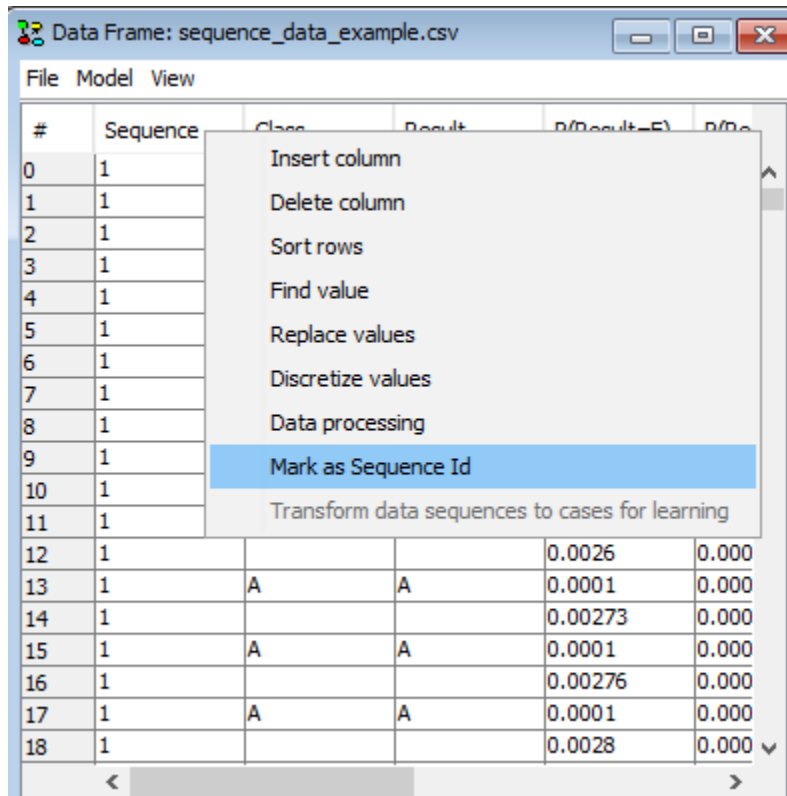 Data Frame: sequence_data_example.csv
File Model View
# Sequence Class Result P(Result=F)
0 1
1 1
2 1
3 1
4 1
5 1
6 1
7 1
8 1
9 1
10 1
11 1
Insert column
Delete column
Sort rows
Find value
Replace values
Discretize values
Data processing
Mark as Sequence Id
Transform data sequences to cases for learning
12 1 0.0026 0.000
13 1 A A 0.0001 0.000
14 1 0.00273 0.000
15 1 A A 0.0001 0.000
16 1 0.00276 0.000
17 1 A A 0.0001 0.000
18 1 0.0028 0.000